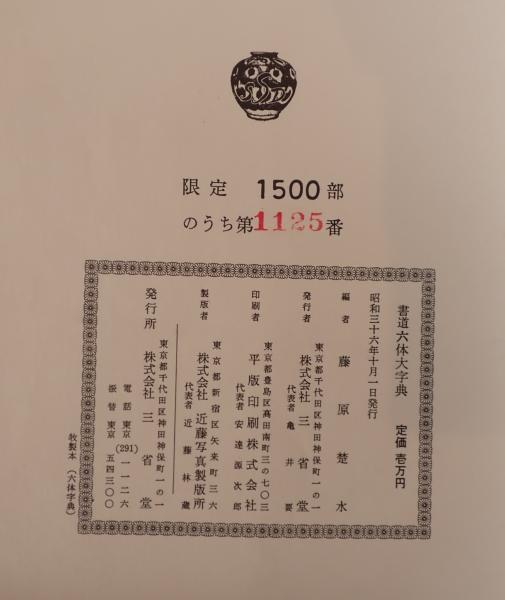 限定 1500部
のうち第1125番
書道六体大字典 定価 壱万円
昭和三十六年十月一日発行
編者 藤原楚水
東京都千代田区神田神保町一の一
発行者 株式会社 三省堂
代表者 亀井要
東京都豊島区高田南町三の七〇三
印刷者 平版印刷株式会社
代表者 安達源次郎
東京都新宿区矢来町三六
製版者 株式会社 近藤写真製版所
代表者 近藤林蔵
東京都千代田区神田神保町一の一
発行所 株式会社 三省堂
電話 東京(291)一一二六
振替 東京 五四三〇〇
牧製本 (六体字典)